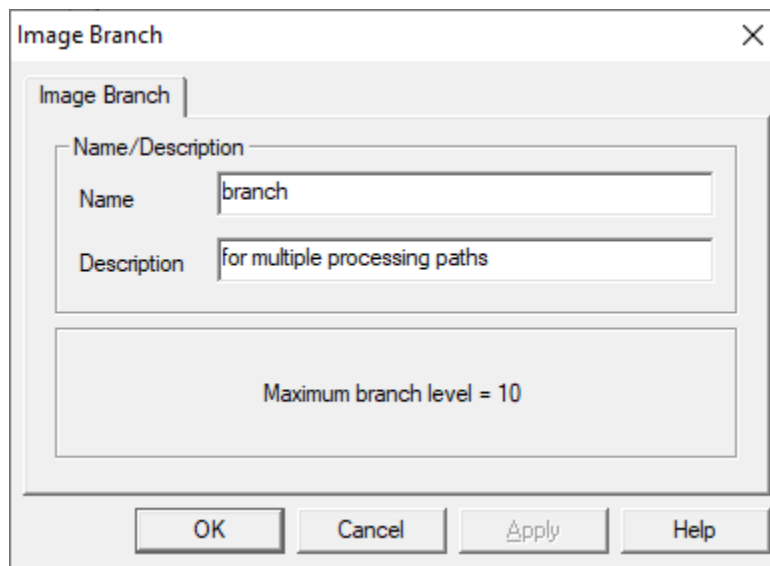 Image Branch
Image Branch
Name/Description
Name
branch
Description
for multiple processing paths
Maximum branch level = 10
OK
Cancel
Apply
Help